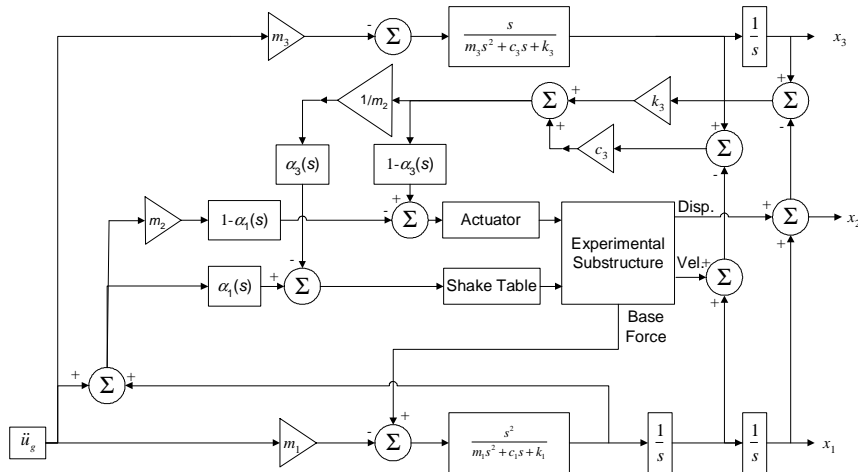 m₃
-
Σ
s
m₃s² + c₃s + k₃
1
s
x₃
1/m₂
+
Σ
+
+
k₃
+
Σ
-
α₃(s)
1-α₃(s)
c₃
+
Σ
-
m₂
1-α₁(s)
+
-
Σ
Actuator
Experimental
Substructure
Disp.
+
Σ
+
x₂
α₁(s)
-
+
Σ
Shake Table
Vel.
+
Σ
+
Base
Force
+
Σ
+
ü_g
m₁
+
-
Σ
s²
m₁s² + c₁s + k₁
1
s
1
s
x₁